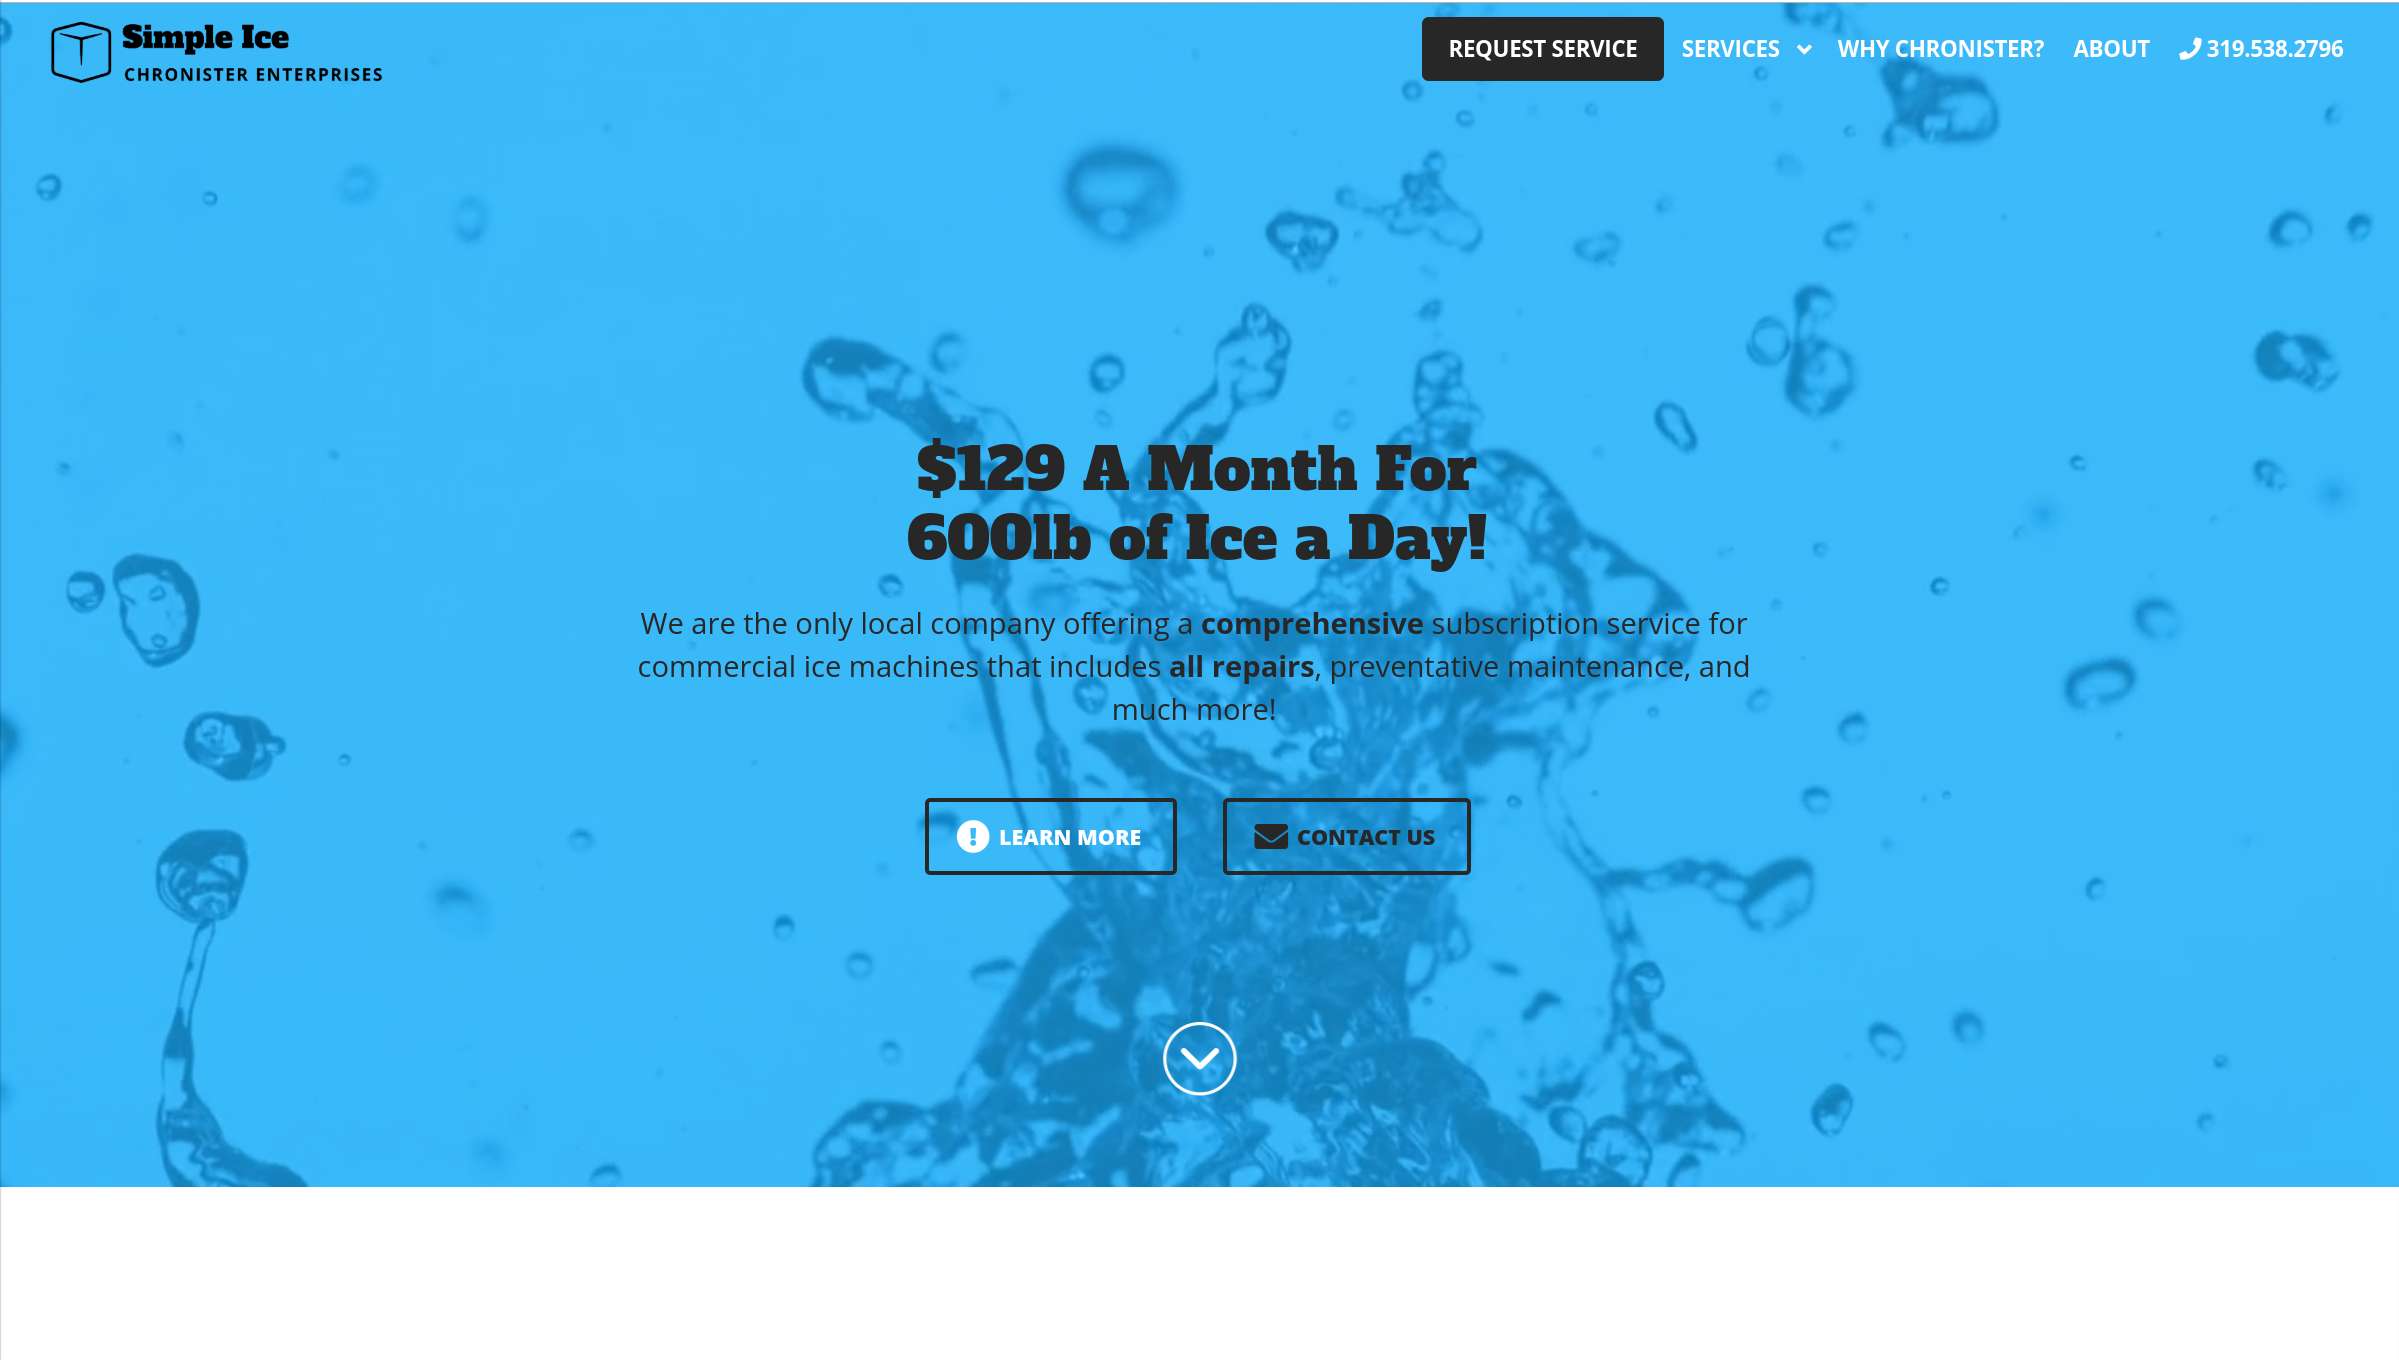 Simple Ice
CHRONISTER ENTERPRISES
REQUEST SERVICE
SERVICES
WHY CHRONISTER?
ABOUT
319.538.2796
$129 A Month For
600lb of Ice a Day!
We are the only local company offering a comprehensive subscription service for
commercial ice machines that includes all repairs, preventative maintenance, and
much more!
LEARN MORE
CONTACT US